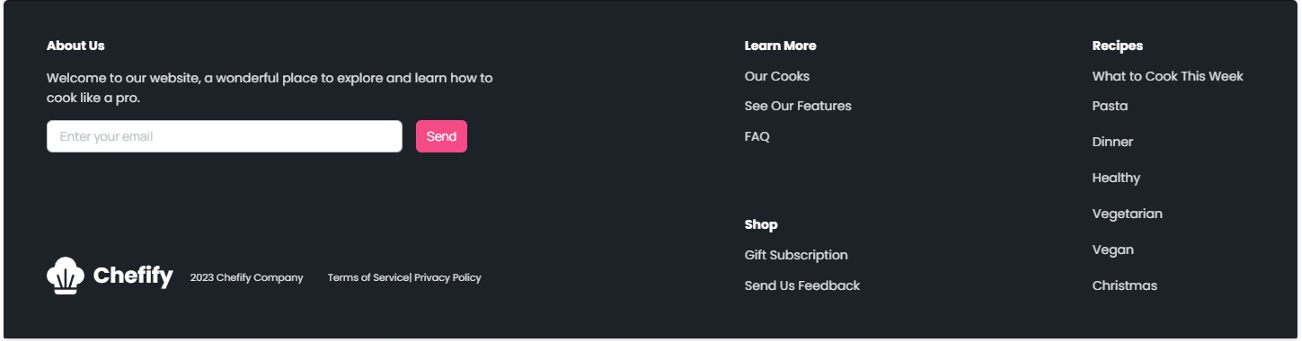 About Us
Welcome to our website, a wonderful place to explore and learn how to
cook like a pro.
Enter your email
Send
Chefify
2023 Chefify Company
Terms of Service| Privacy Policy
Learn More
Our Cooks
See Our Features
FAQ
Shop
Gift Subscription
Send Us Feedback
Recipes
What to Cook This Week
Pasta
Dinner
Healthy
Vegetarian
Vegan
Christmas